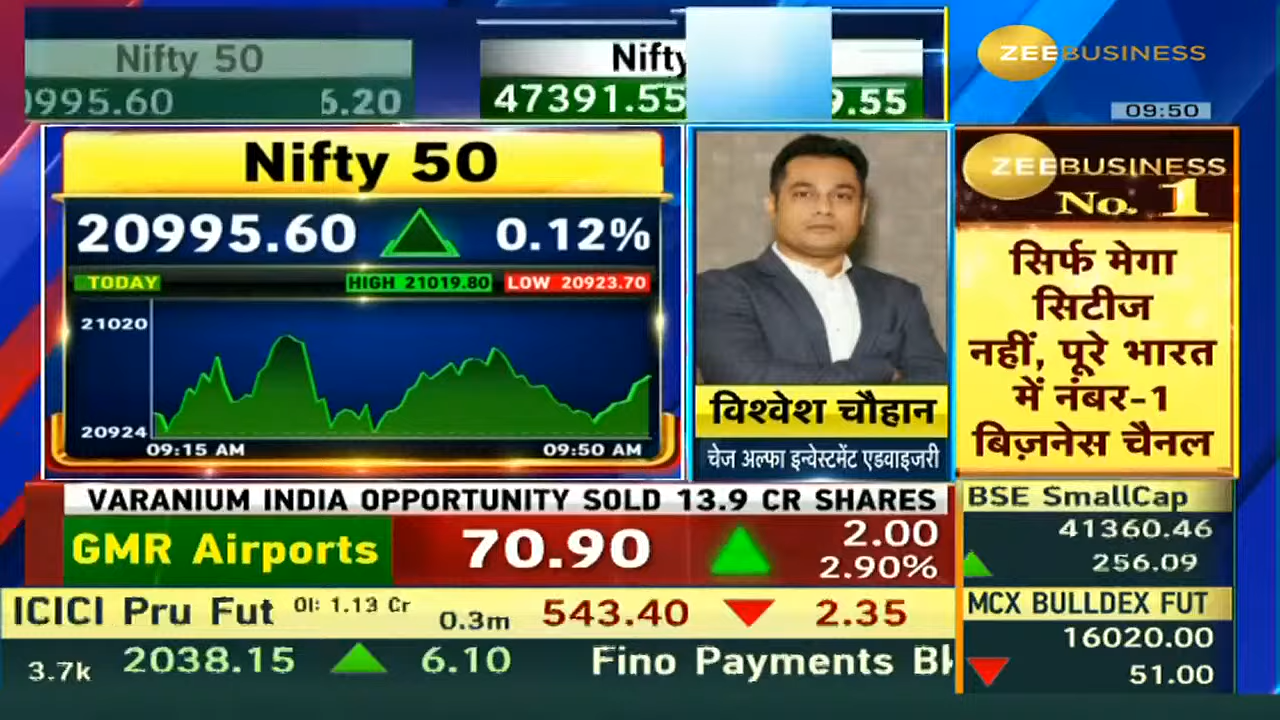 Nifty 50
Nifty
ZEEBUSINESS
995.60
6.20
47391.55
9.55
09:50
Nifty 50
20995.60 0.12%
TODAY HIGH 21019.80 LOW 20923.70
21020
20924
09:15 AM 09:50 AM
विश्वेश चौहान
चेज अल्फा इन्वेस्टमेंट एडवाइजरी
ZEEBUSINESS
No. 1
सिर्फ मेगा
सिटीज
नहीं, पूरे भारत
में नंबर-1
बिज़नेस चैनल
VARANIUM INDIA OPPORTUNITY SOLD 13.9 CR SHARES
GMR Airports 70.90 2.00
2.90%
BSE SmallCap
41360.46
256.09
ICICI Pru Fut OI: 1.13 Cr 0.3m 543.40 2.35
3.7k 2038.15 6.10 Fino Payments
MCX BULLDEX FUT
16020.00
51.00